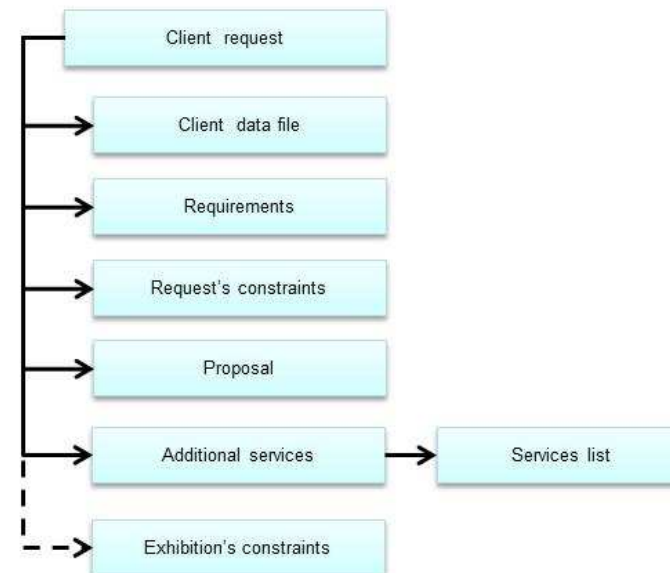 Client request
Client data file
Requirements
Request's constraints
Proposal
Additional services
Services list
Exhibition's constraints